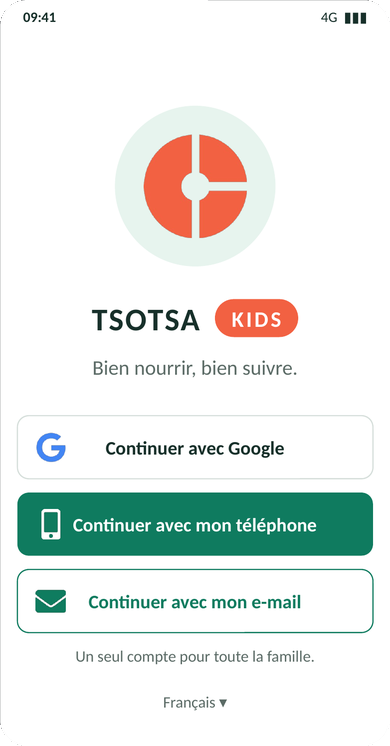 09:41 4G
TSOTSA KIDS
Bien nourrir, bien suivre.
Continuer avec Google
Continuer avec mon téléphone
Continuer avec mon e-mail
Un seul compte pour toute la famille.
Français ▾